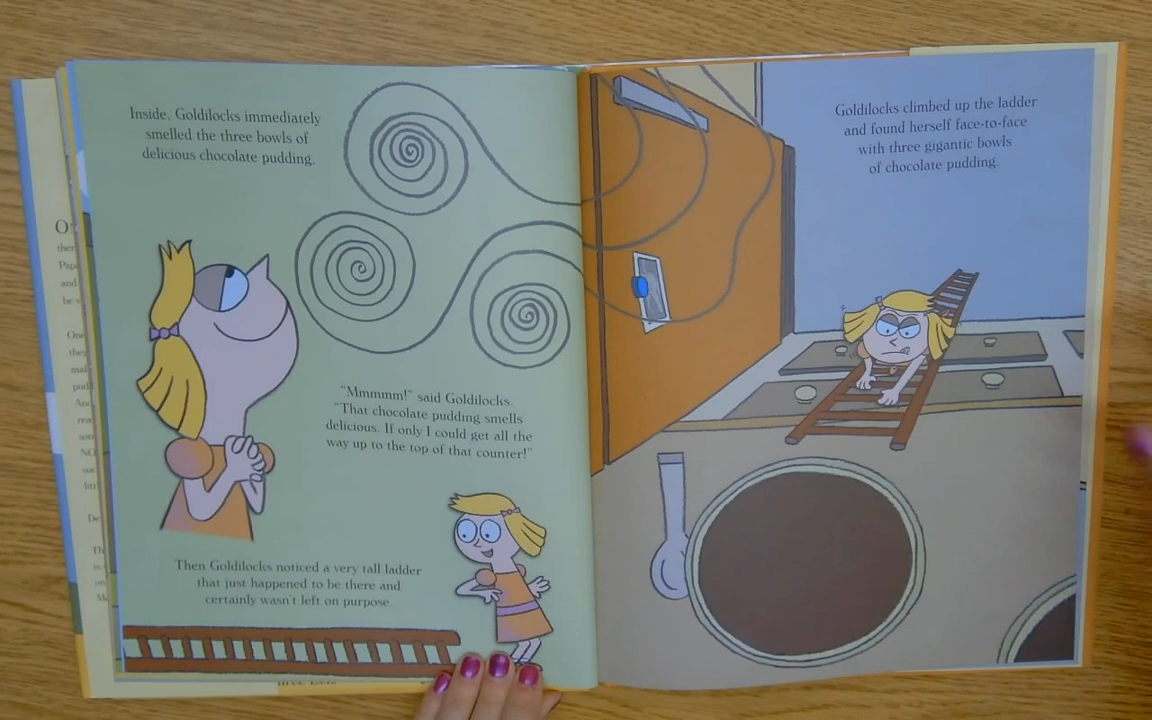 Inside, Goldilocks immediately
smelled the three bowls of
delicious chocolate pudding.
"Mmmmm!" said Goldilocks.
"That chocolate pudding smells
delicious. If only I could get all the
way up to the top of that counter!"
Then Goldilocks noticed a very tall ladder
that just happened to be there and
certainly wasn't left on purpose.
Goldilocks climbed up the ladder
and found herself face-to-face
with three gigantic bowls
of chocolate pudding.